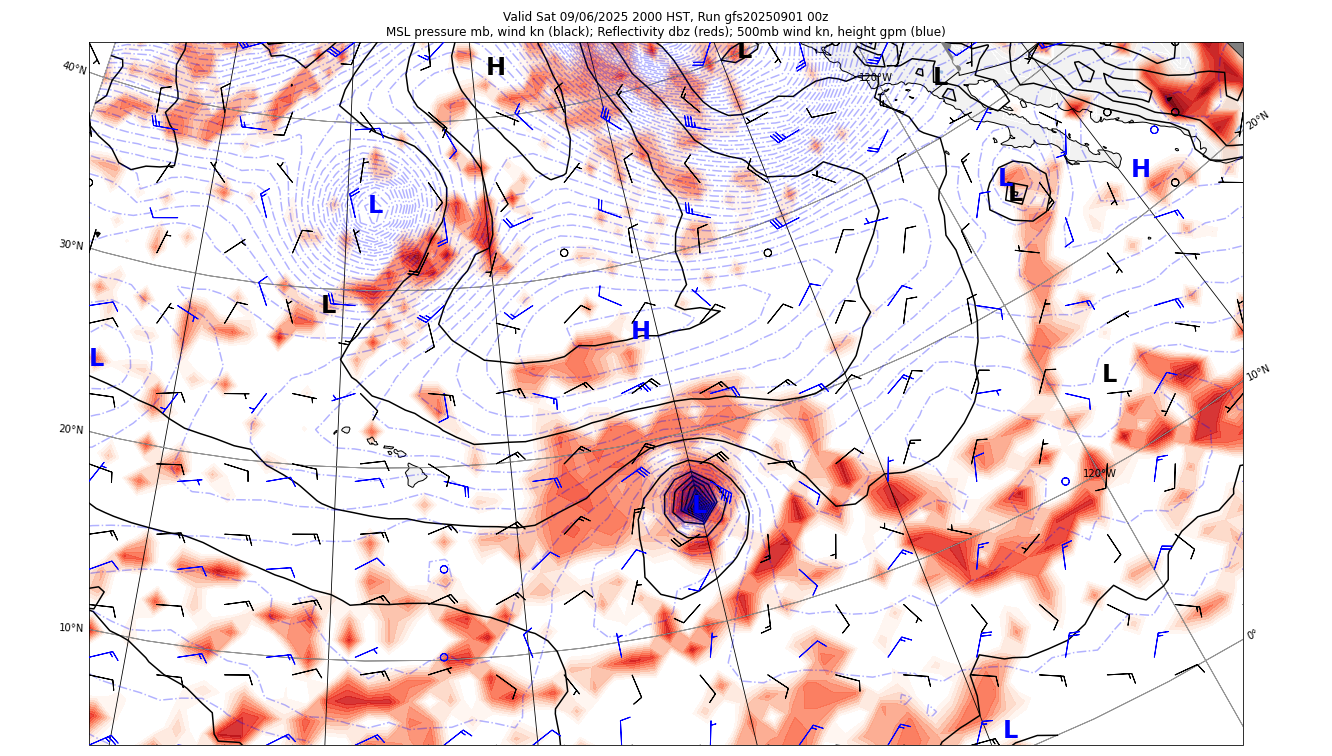 Valid Sat 09/06/2025 2000 HST, Run gfs20250901 00z
MSL pressure mb, wind kn (black); Reflectivity dbz (reds); 500mb wind kn, height gpm (blue)
L
H
40°N
120°W
L
20°N
H
L
L
L
30°N
L
H
L
L
10°N
20°N
120°W
L
10°N
0°
L